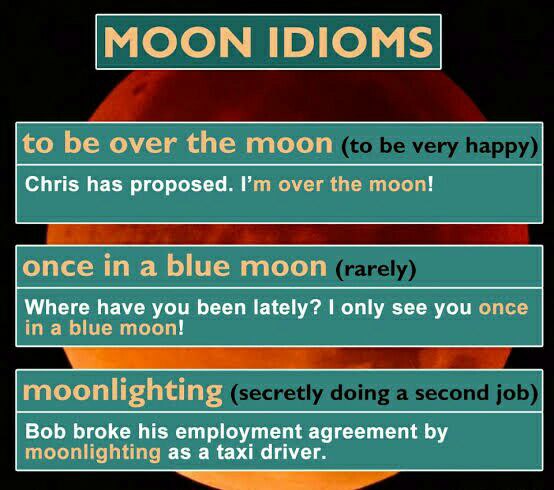 MOON IDIOMS
to be over the moon (to be very happy)
Chris has proposed. I'm over the moon!
once in a blue moon (rarely)
Where have you been lately? I only see you once
in a blue moon!
moonlighting (secretly doing a second job)
Bob broke his employment agreement by
moonlighting as a taxi driver.